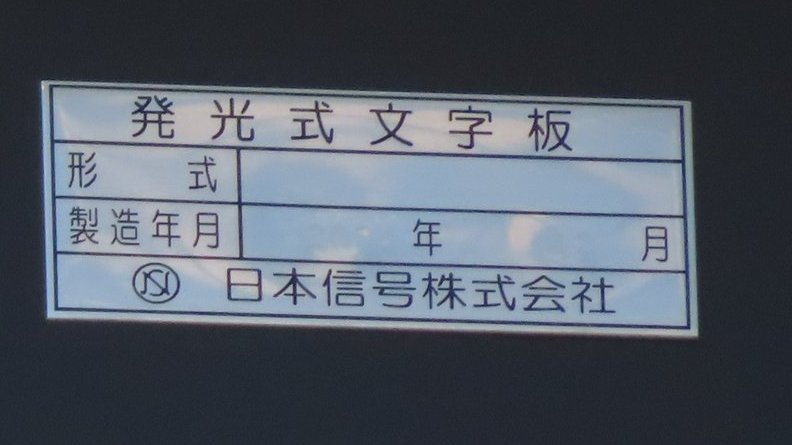 発光式文字板
形式
製造年月 年 月
NS 日本信号株式会社